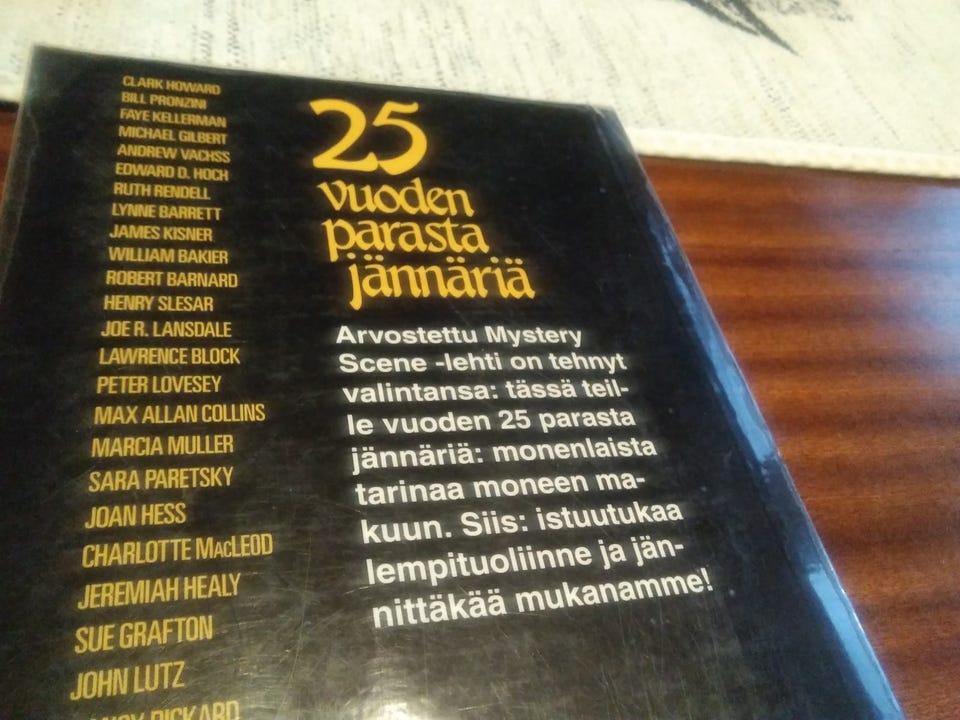 CLARK HOWARD
BILL PRONZINI
FAYE KELLERMAN
MICHAEL GILBERT
ANDREW VACHSS
EDWARD D. HOCH
RUTH RENDELL
LYNNE BARRETT
JAMES KISNER
WILLIAM BAKIER
ROBERT BARNARD
HENRY SLESAR
JOE R. LANSDALE
LAWRENCE BLOCK
PETER LOVESEY
MAX ALLAN COLLINS
MARCIA MULLER
SARA PARETSKY
JOAN HESS
CHARLOTTE MACLEOD
JEREMIAH HEALY
SUE GRAFTON
JOHN LUTZ
PICKARD
25
vuoden
parasta
jännäriä
Arvostettu Mystery
Scene -lehti on tehnyt
valintansa: tässä teil-
le vuoden 25 parasta
jännäriä: monenlaista
tarinaa moneen ma-
kuun. Siis: istuutukaa
lempituoliinne ja jän-
nittäkää mukanamme!